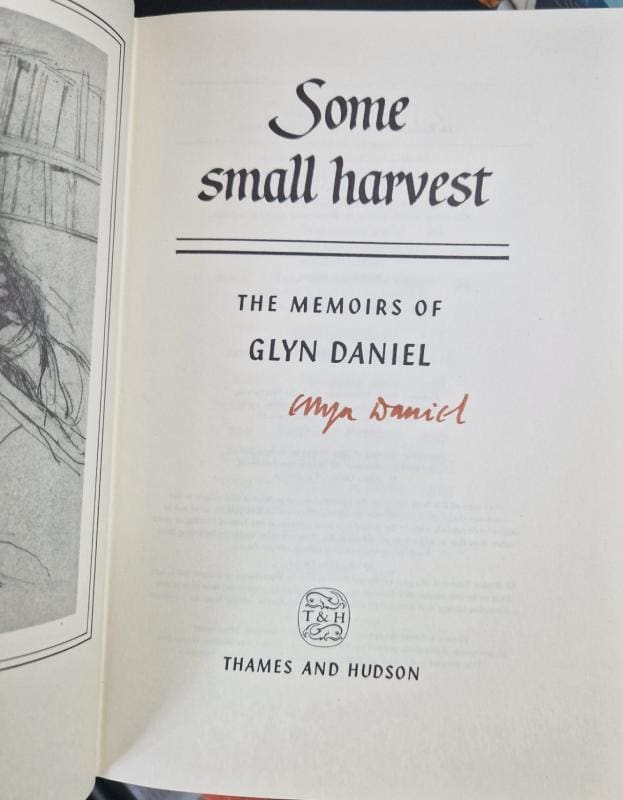 Some
small harvest
THE MEMOIRS OF
GLYN DANIEL
Glyn Daniel
T & H
THAMES AND HUDSON